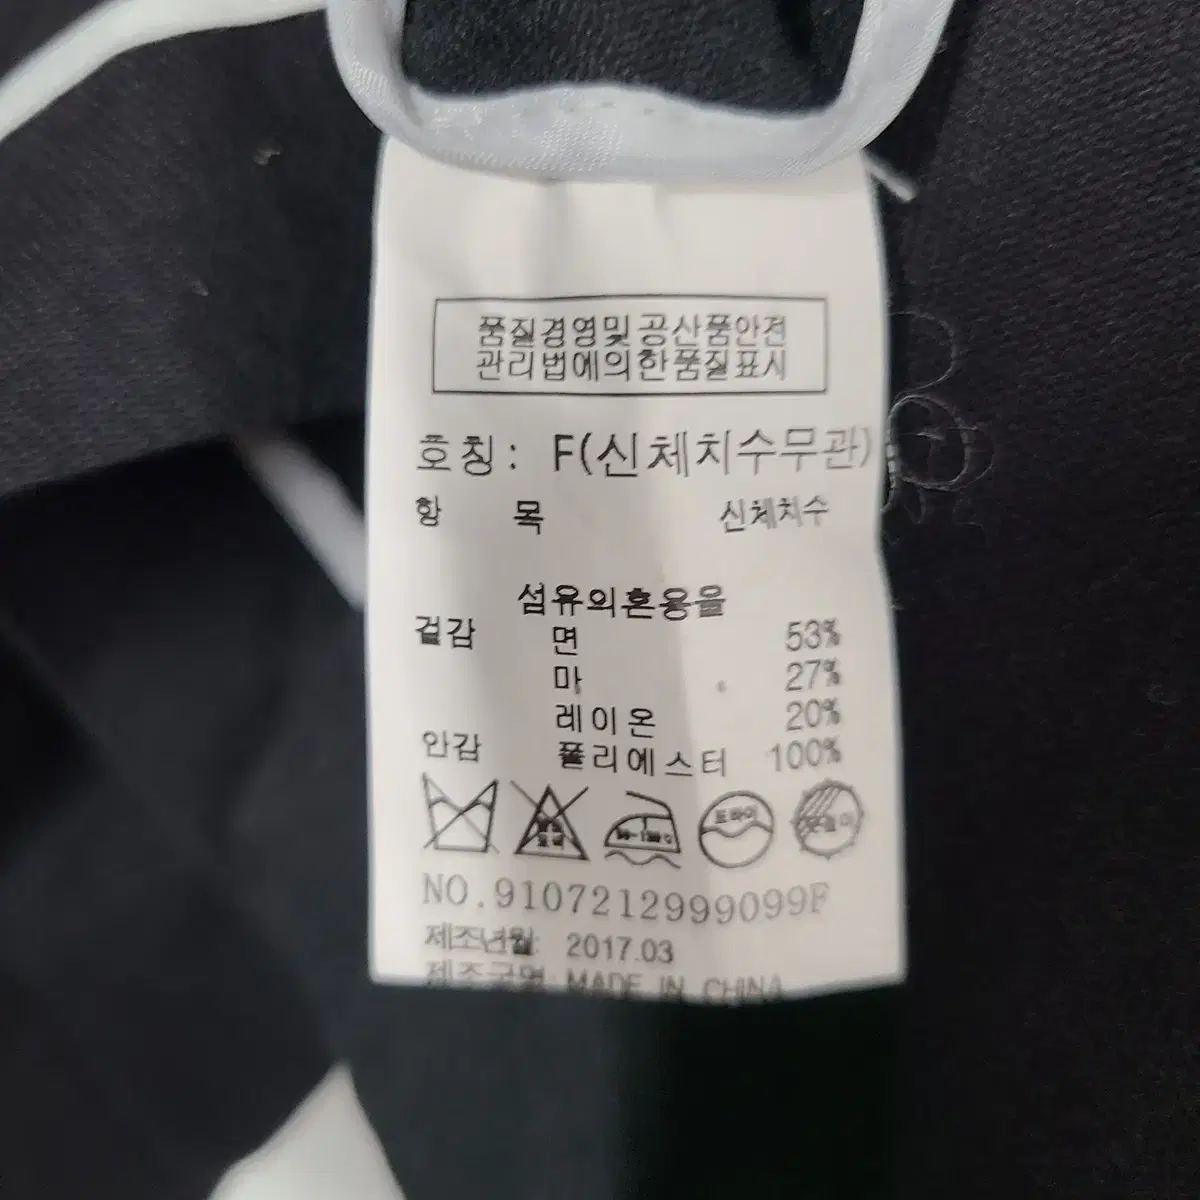 품질경영및 공산품안전
관리법에의한품질표시
호칭: F(신체치수무관)
항 목 신체치수
섬유의혼용율
겉감 면 53%
마 27%
레이온 20%
안감 폴리에스터 100%
드라이
NO.9107212999099F
제조년월: 2017.03
제조국명 MADE IN CHINA